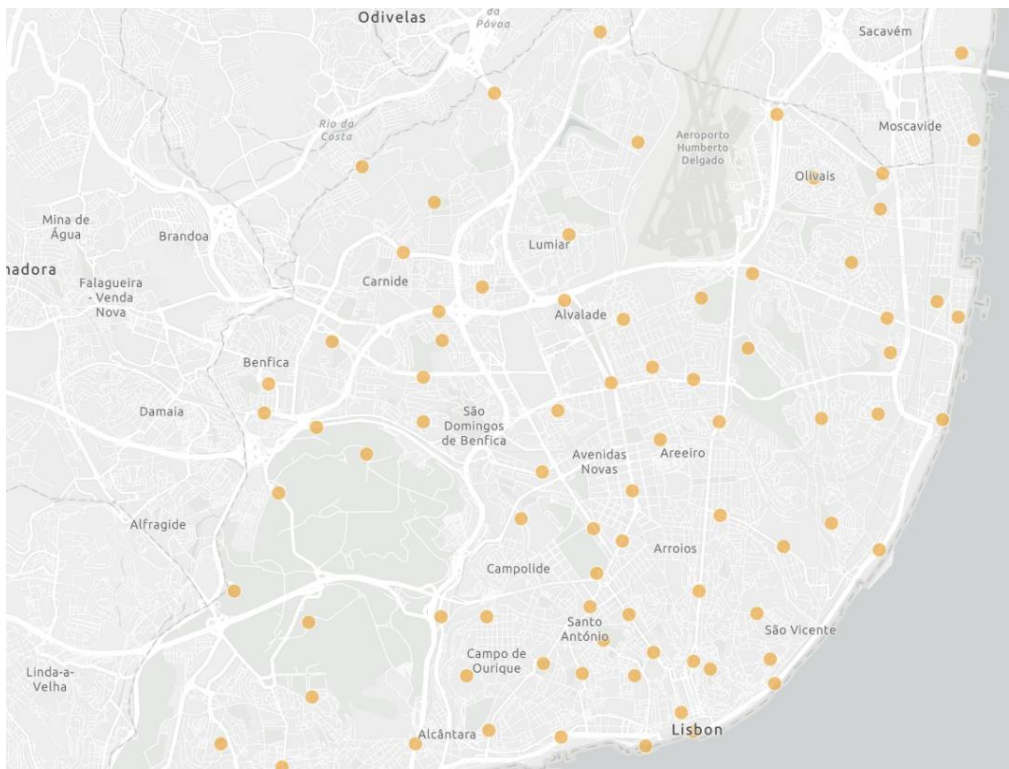 Odivelas
da
Póvoa
Sacavém
Rio da
Costa
Aeroporto
Humberto
Delgado
Moscavide
Olivais
Mina de
Água
Brandoa
Lumiar
nadora
Falagueira
- Venda
Nova
Carnide
Alvalade
Benfica
Damaia
São
Domingos
de Benfica
Avenidas
Novas
Areeiro
Alfragide
Arroios
Campolide
Santo
António
São Vicente
Campo de
Ourique
Linda-a-
Velha
Alcântara
Lisbon